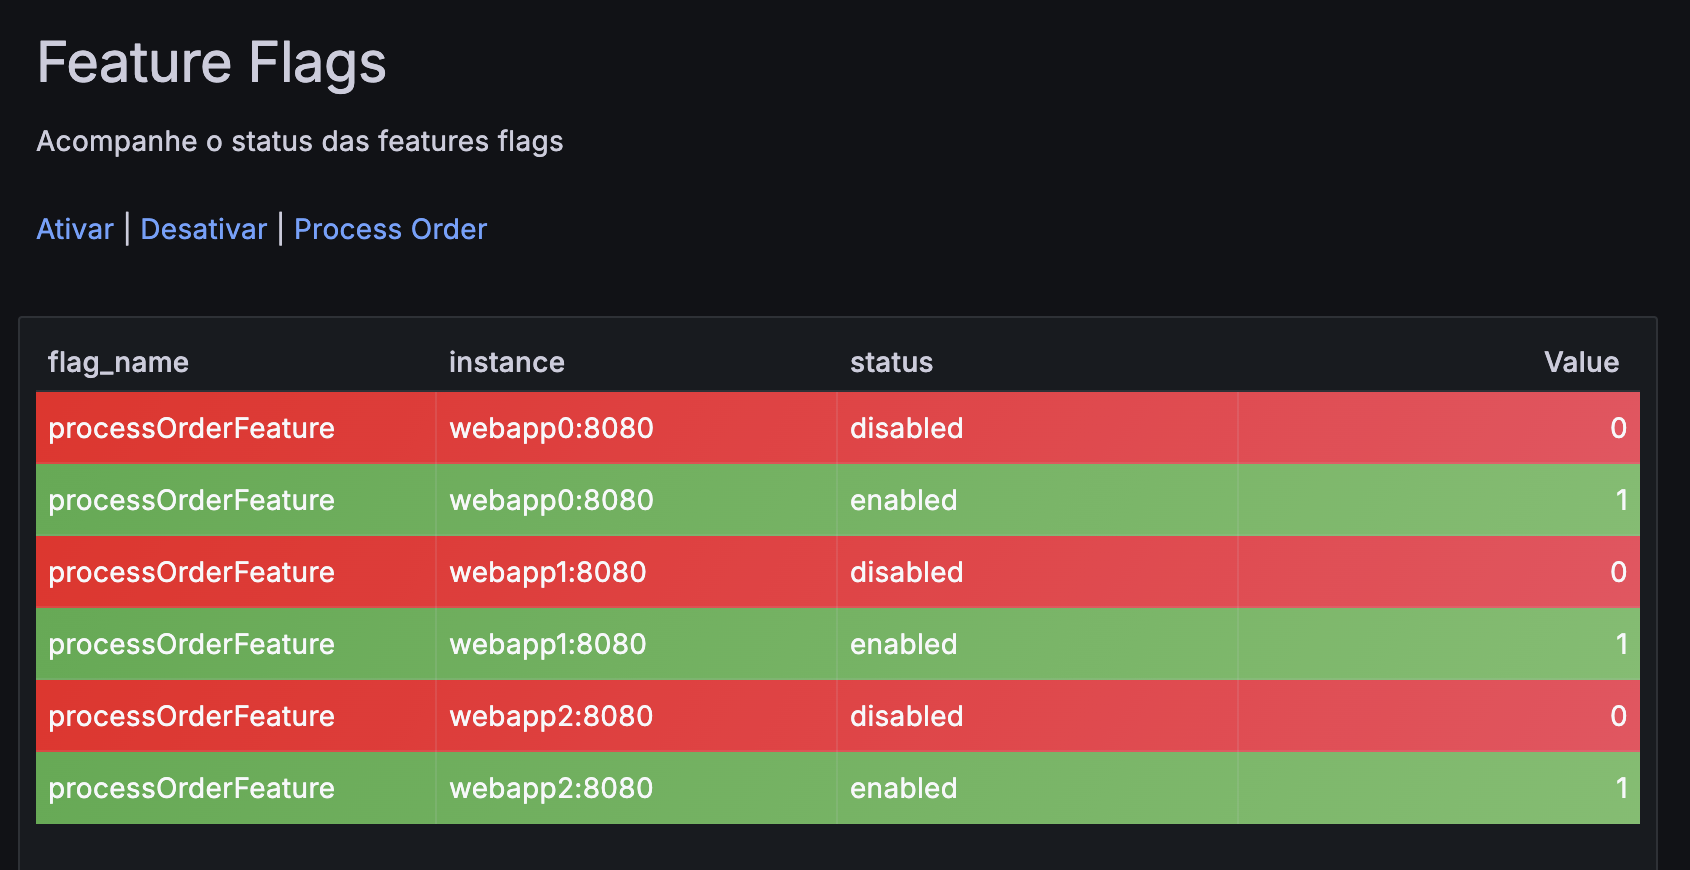 Feature Flags
Acompanhe o status das features flags
Ativar | Desativar | Process Order
flag_name instance status Value
processOrderFeature webapp0:8080 disabled 0
processOrderFeature webapp0:8080 enabled 1
processOrderFeature webapp1:8080 disabled 0
processOrderFeature webapp1:8080 enabled 1
processOrderFeature webapp2:8080 disabled 0
processOrderFeature webapp2:8080 enabled 1